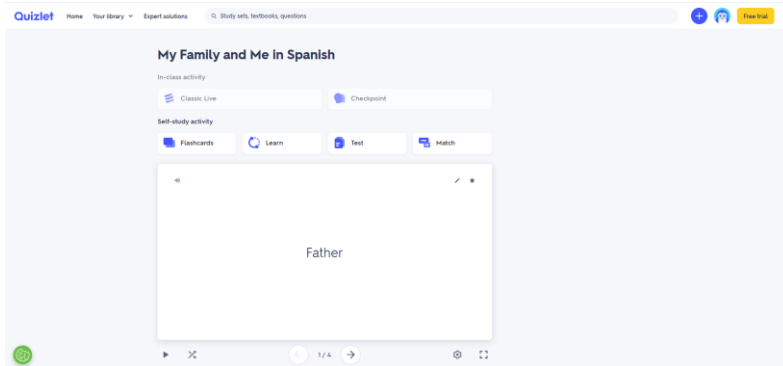 Quizlet Home Your library Expert solutions Study sets, textbooks, questions Free trial
My Family and Me in Spanish
In-class activity
Classic Live Checkpoint
Self-study activity
Flashcards Learn Test Match
Father
1 / 4